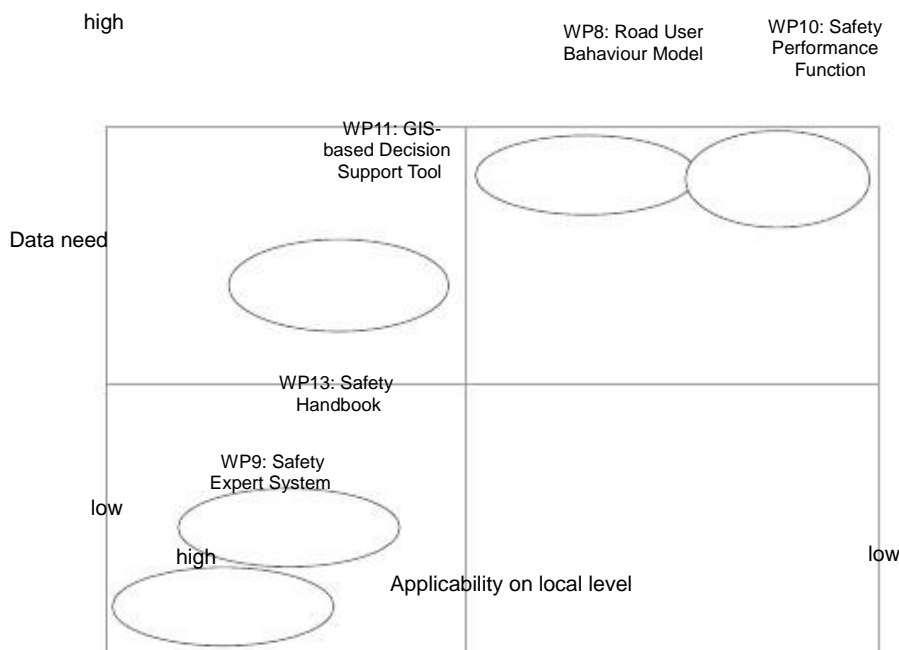 high
WP8: Road User
Bahaviour Model
WP10: Safety
Performance
Function
WP11: GIS-
based Decision
Support Tool
Data need
WP13: Safety
Handbook
WP9: Safety
Expert System
low
high
low
Applicability on local level